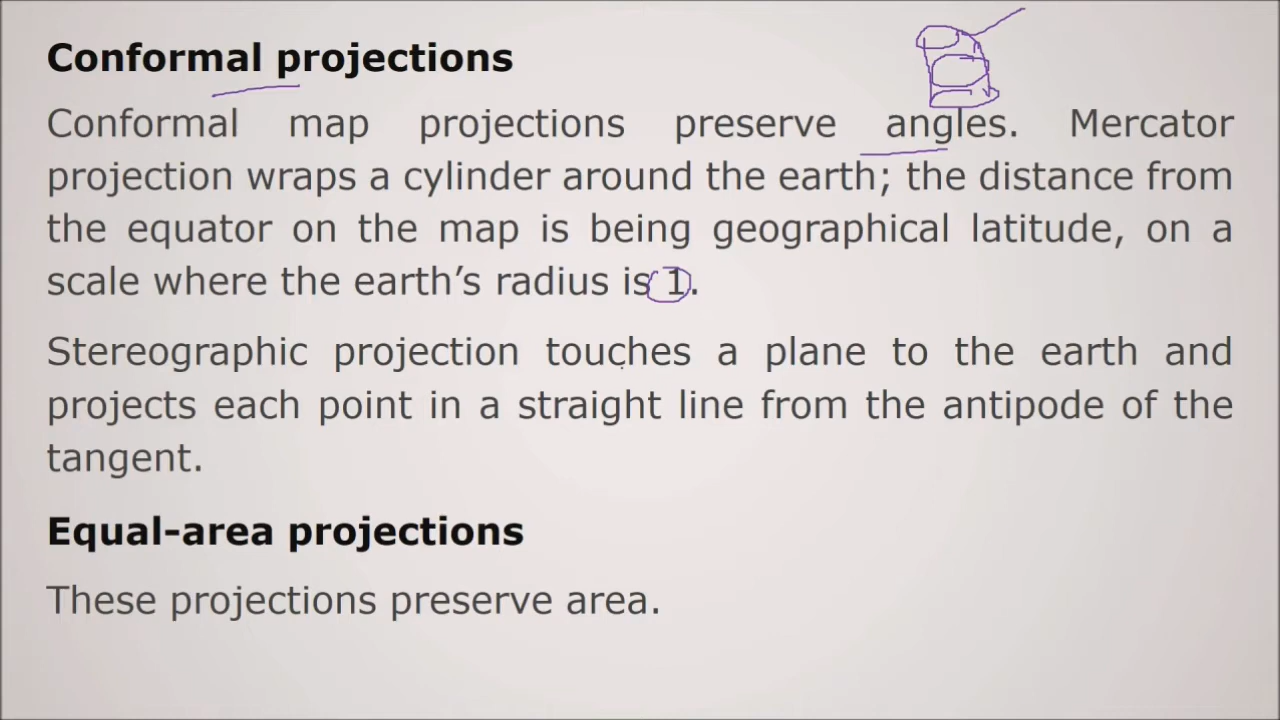 Conformal projections
Conformal map projections preserve angles. Mercator
projection wraps a cylinder around the earth; the distance from
the equator on the map is being geographical latitude, on a
scale where the earth’s radius is 1.
Stereographic projection touches a plane to the earth and
projects each point in a straight line from the antipode of the
tangent.
Equal-area projections
These projections preserve area.